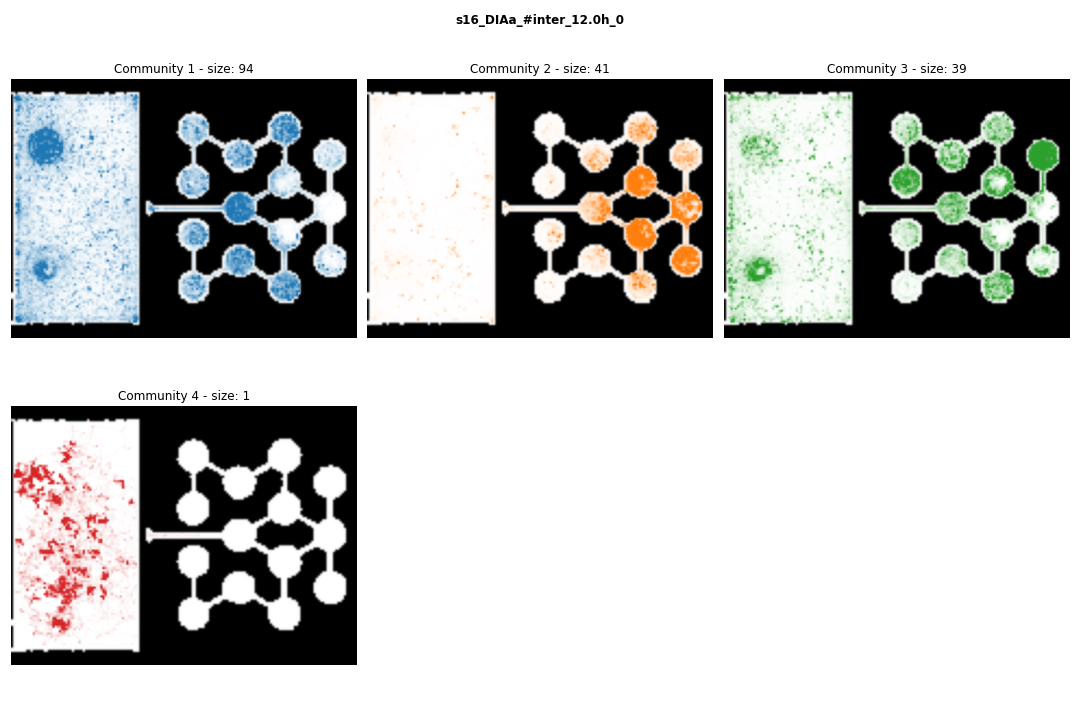 s16_DIAa_#inter_12.0h_0
Community 1 - size: 94
Community 2 - size: 41
Community 3 - size: 39
Community 4 - size: 1